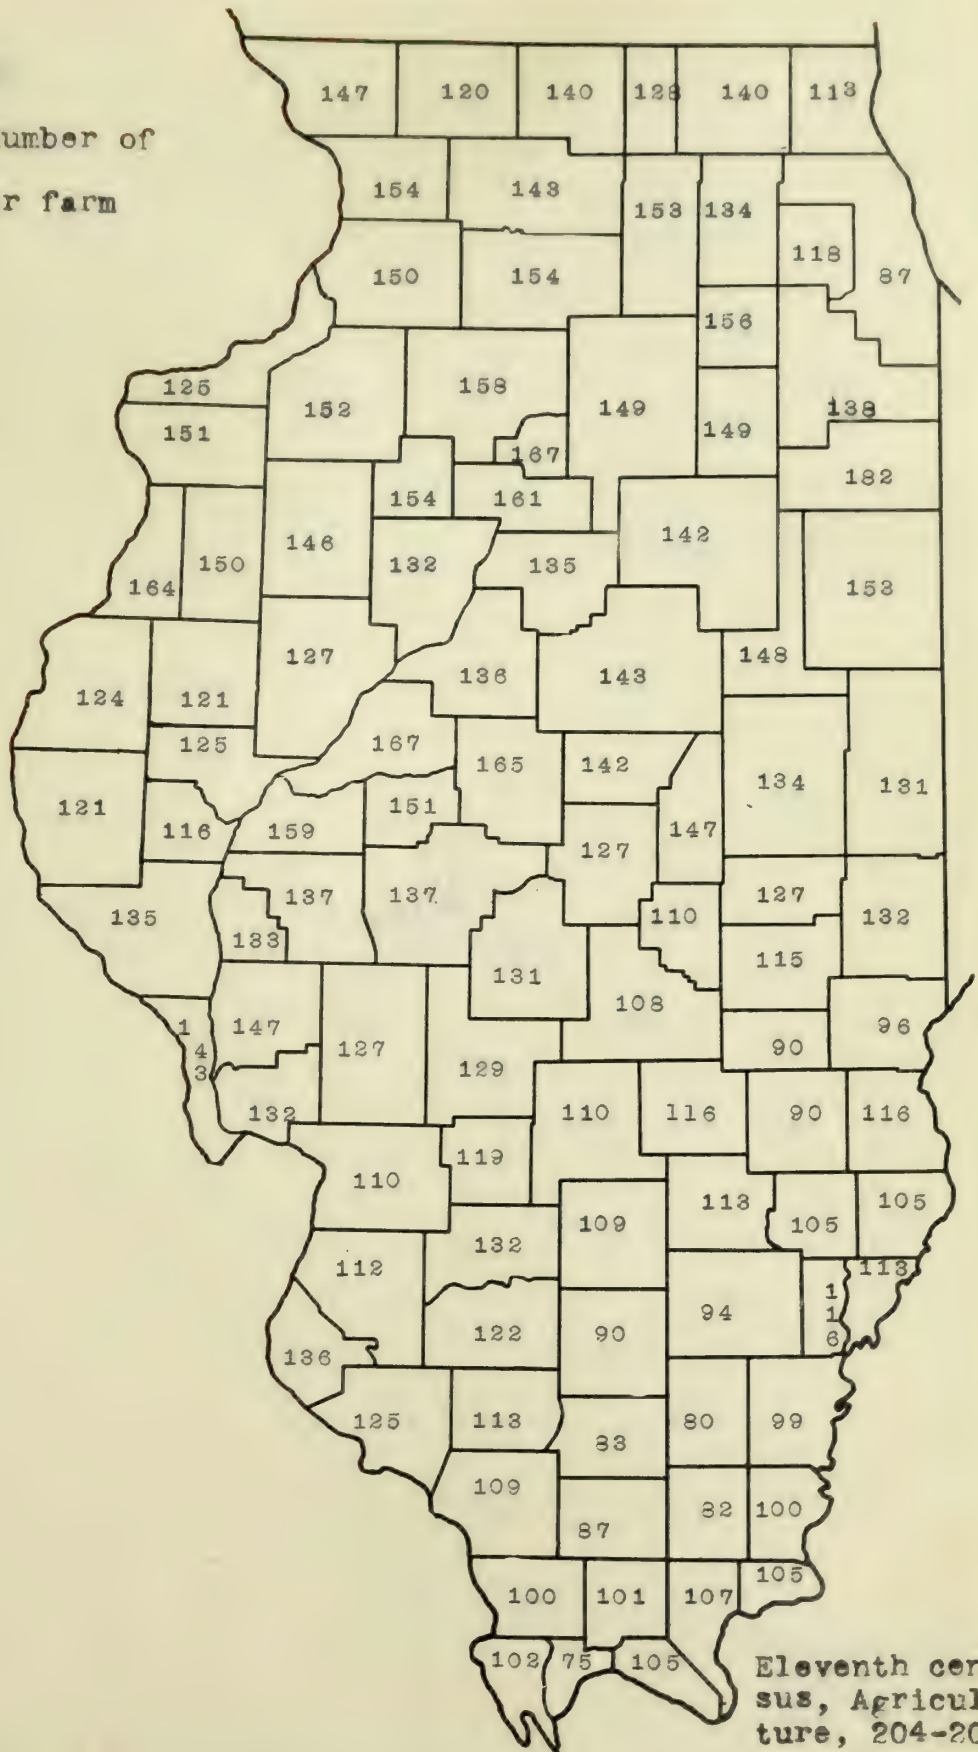 umber of
r farm
147 120 140 128 140 113
154 143 153 134
118
150 154 87
156
125 152 158 149 138
151 149
167
154 161 182
146 142
164 150 132 135 153
127 136 143 148
124 121
125 167 165 142 134 131
121 116 159 151 147
127
137 137 127
135 133 110 132
131 115
108
1 147 127 96
4 90
3 129
132 110 116 90 116
119
110 113 105 105
109
112 132 113
1
94 1
122 90 6
136
125 113 80 99
83
109
87 82 100
105
100 101 107
102 75 105
Eleventh cen
sus, Agricul
ture, 204-20